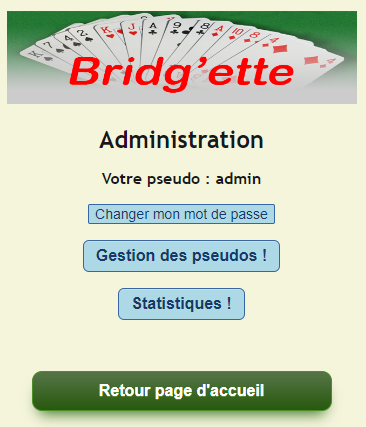 Bridg'ette
Administration
Votre pseudo : admin
Changer mon mot de passe
Gestion des pseudos !
Statistiques !
Retour page d'accueil